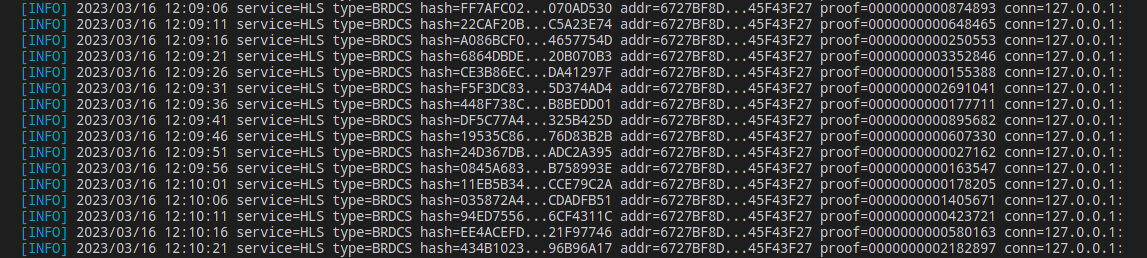 [INFO] 2023/03/16 12:09:06 service=HLS type=BRDCS hash=FF7AFC02...070AD530 addr=6727BF8D...45F43F27 proof=0000000000874893 conn=127.0.0.1:
[INFO] 2023/03/16 12:09:11 service=HLS type=BRDCS hash=22CAF20B...C5A23E74 addr=6727BF8D...45F43F27 proof=0000000000648465 conn=127.0.0.1:
[INFO] 2023/03/16 12:09:16 service=HLS type=BRDCS hash=A086BCF0...4657754D addr=6727BF8D...45F43F27 proof=0000000000250553 conn=127.0.0.1:
[INFO] 2023/03/16 12:09:21 service=HLS type=BRDCS hash=6864DBDE...20B070B3 addr=6727BF8D...45F43F27 proof=0000000003352846 conn=127.0.0.1:
[INFO] 2023/03/16 12:09:26 service=HLS type=BRDCS hash=CE3B86EC...DA41297F addr=6727BF8D...45F43F27 proof=0000000000155388 conn=127.0.0.1:
[INFO] 2023/03/16 12:09:31 service=HLS type=BRDCS hash=F5F3DC83...5D374AD4 addr=6727BF8D...45F43F27 proof=0000000002691041 conn=127.0.0.1:
[INFO] 2023/03/16 12:09:36 service=HLS type=BRDCS hash=448F738C...B8BEDD01 addr=6727BF8D...45F43F27 proof=0000000000177711 conn=127.0.0.1:
[INFO] 2023/03/16 12:09:41 service=HLS type=BRDCS hash=DF5C77A4...325B425D addr=6727BF8D...45F43F27 proof=0000000000895682 conn=127.0.0.1:
[INFO] 2023/03/16 12:09:46 service=HLS type=BRDCS hash=19535C86...76D83B2B addr=6727BF8D...45F43F27 proof=0000000000607330 conn=127.0.0.1:
[INFO] 2023/03/16 12:09:51 service=HLS type=BRDCS hash=24D367DB...ADC2A395 addr=6727BF8D...45F43F27 proof=0000000000027162 conn=127.0.0.1:
[INFO] 2023/03/16 12:09:56 service=HLS type=BRDCS hash=0845A683...B758993E addr=6727BF8D...45F43F27 proof=0000000000163547 conn=127.0.0.1:
[INFO] 2023/03/16 12:10:01 service=HLS type=BRDCS hash=11EB5B34...CCE79C2A addr=6727BF8D...45F43F27 proof=0000000000178205 conn=127.0.0.1:
[INFO] 2023/03/16 12:10:06 service=HLS type=BRDCS hash=035872A4...CDADFB51 addr=6727BF8D...45F43F27 proof=0000000001405671 conn=127.0.0.1:
[INFO] 2023/03/16 12:10:11 service=HLS type=BRDCS hash=94ED7556...6CF4311C addr=6727BF8D...45F43F27 proof=0000000000423721 conn=127.0.0.1:
[INFO] 2023/03/16 12:10:16 service=HLS type=BRDCS hash=EE4ACEFD...21F97746 addr=6727BF8D...45F43F27 proof=0000000000580163 conn=127.0.0.1:
[INFO] 2023/03/16 12:10:21 service=HLS type=BRDCS hash=434B1023...96B96A17 addr=6727BF8D...45F43F27 proof=0000000002182897 conn=127.0.0.1: